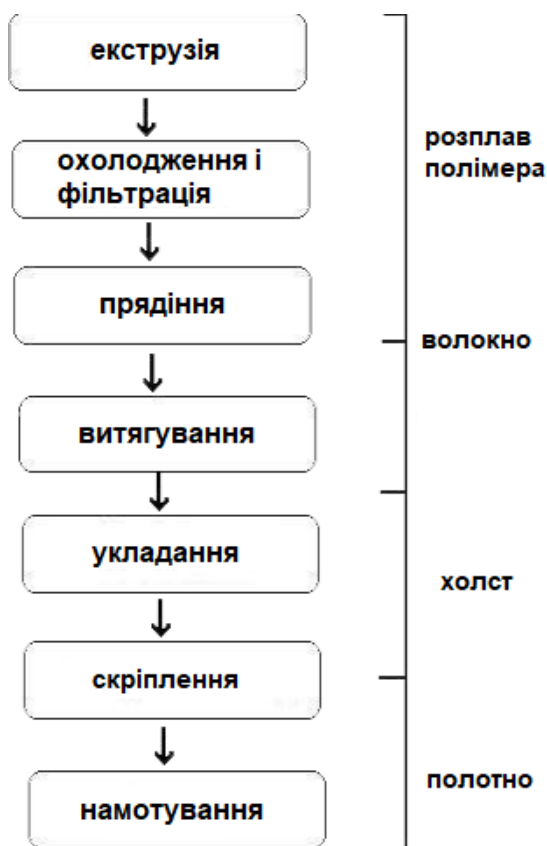 екструзія
охолодження і
фільтрація
прядіння
витягування
укладання
скріплення
намотування
розплав
полімера
волокно
холст
полотно